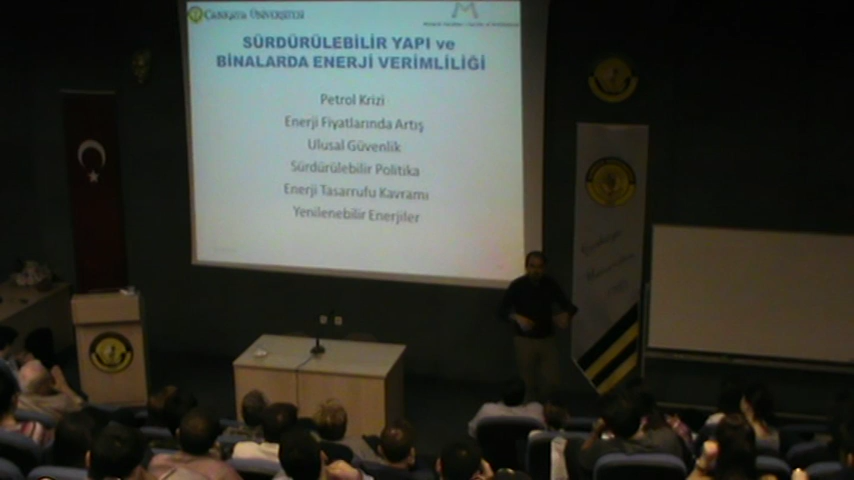 ÇANKAYA ÜNİVERSİTESİ
SÜRDÜRÜLEBİLİR YAPI ve
BİNALARDA ENERJİ VERİMLİLİĞİ
Petrol Krizi
Enerji Fiyatlarında Artış
Ulusal Güvenlik
Sürdürülebilir Politika
Enerji Tasarrufu Kavramı
Yenilenebilir Enerjiler